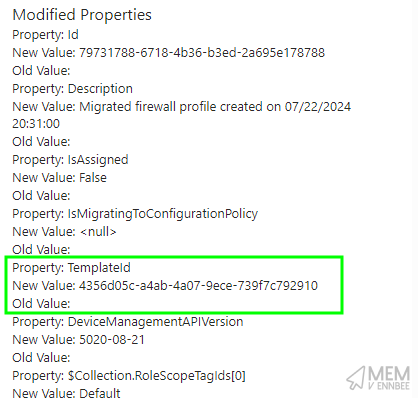 Modified Properties
Property: Id
New Value: 79731788-6718-4b36-b3ed-2a695e178788
Old Value:
Property: Description
New Value: Migrated firewall profile created on 07/22/2024
20:31:00
Old Value:
Property: IsAssigned
New Value: False
Old Value:
Property: IsMigratingToConfigurationPolicy
New Value: <null>
Old Value:
Property: TemplateId
New Value: 4356d05c-a4ab-4a07-9ece-739f7c792910
Old Value:
Property: DeviceManagementAPIVersion
New Value: 5020-08-21
Old Value:
Property: $Collection.RoleScopeTagIds[0]
New Value: Default
MEM
V ENNBEE